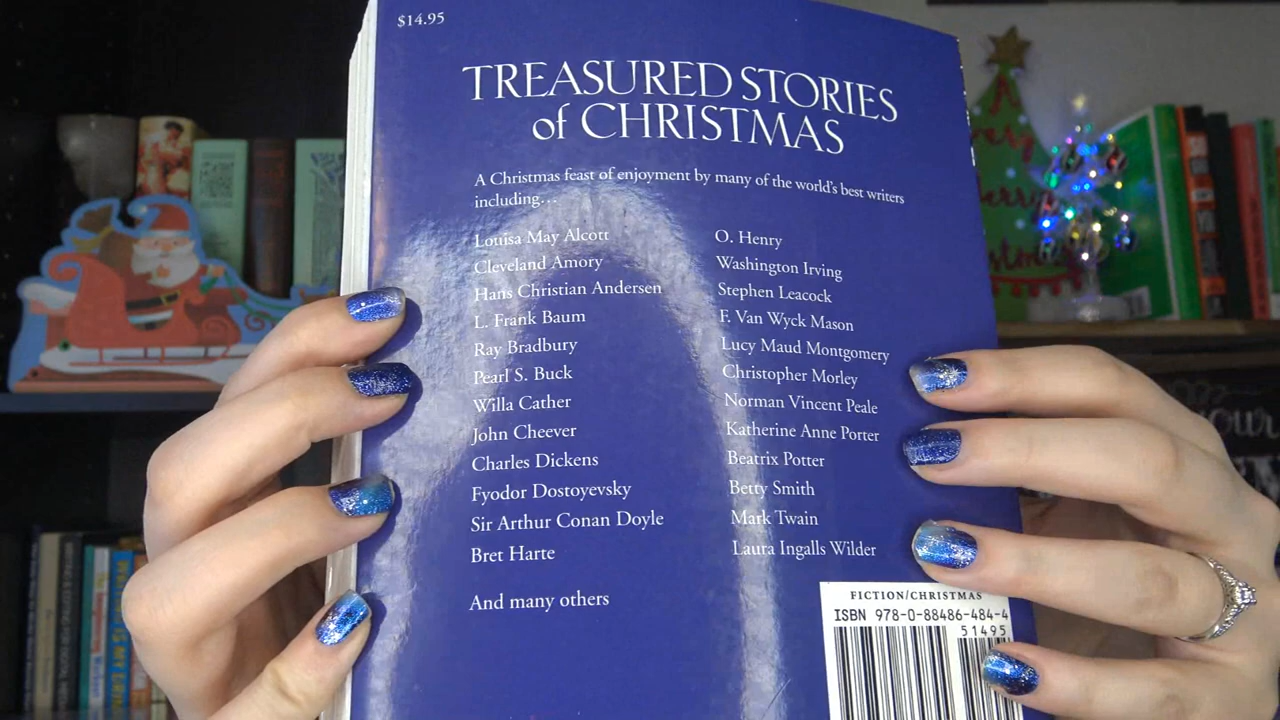 $14.95
TREASURED STORIES
of CHRISTMAS
A Christmas feast of enjoyment by many of the world's best writers
including...
Louisa May Alcott
Cleveland Amory
Hans Christian Andersen
L. Frank Baum
Ray Bradbury
Pearl S. Buck
Willa Cather
John Cheever
Charles Dickens
Fyodor Dostoyevsky
Sir Arthur Conan Doyle
Bret Harte
And many others
O. Henry
Washington Irving
Stephen Leacock
F. Van Wyck Mason
Lucy Maud Montgomery
Christopher Morley
Norman Vincent Peale
Katherine Anne Porter
Beatrix Potter
Betty Smith
Mark Twain
Laura Ingalls Wilder
FICTION/CHRISTMAS
ISBN 978-0-88486-484-4
51495